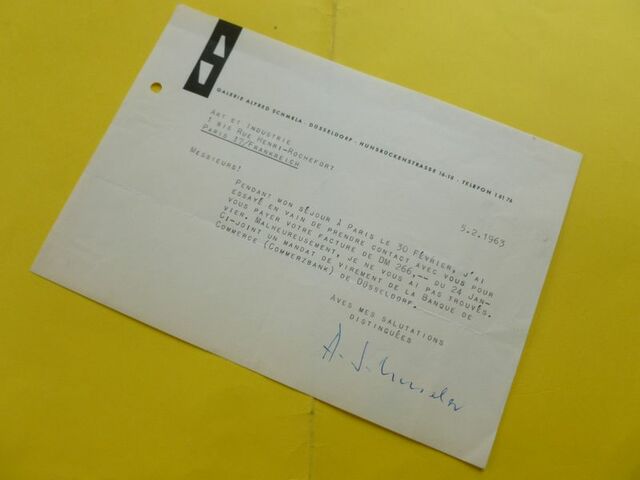 GALERIE ALFRED SCHMELA · DÜSSELDORF · HUNSRÜCKENSTRASSE 16-18 · TELEFON 1 81 76
ART ET INDUSTRIE
RUE HENRI-ROCHEFORT
PARIS 17/FRANKREICH
MESSIEURS!
5.2.1963
PENDANT MON SÉJOUR À PARIS LE 30 FÉVRIER, J'AI
ESSAYÉ EN VAIN DE PRENDRE CONTACT AVEC VOUS POUR
VOUS PAYER VOTRE FACTURE DE DM 266,-- DU 24 JAN-
VIER. MALHEUREUSEMENT, JE NE VOUS AI PAS TROUVÉS.
CI-JOINT UN MANDAT DE VIREMENT DE LA BANQUE DE
COMMERCE (COMMERZBANK) DE DÜSSELDORF.
AVES MES SALUTATIONS
DISTINGUÉES
A. Schmela